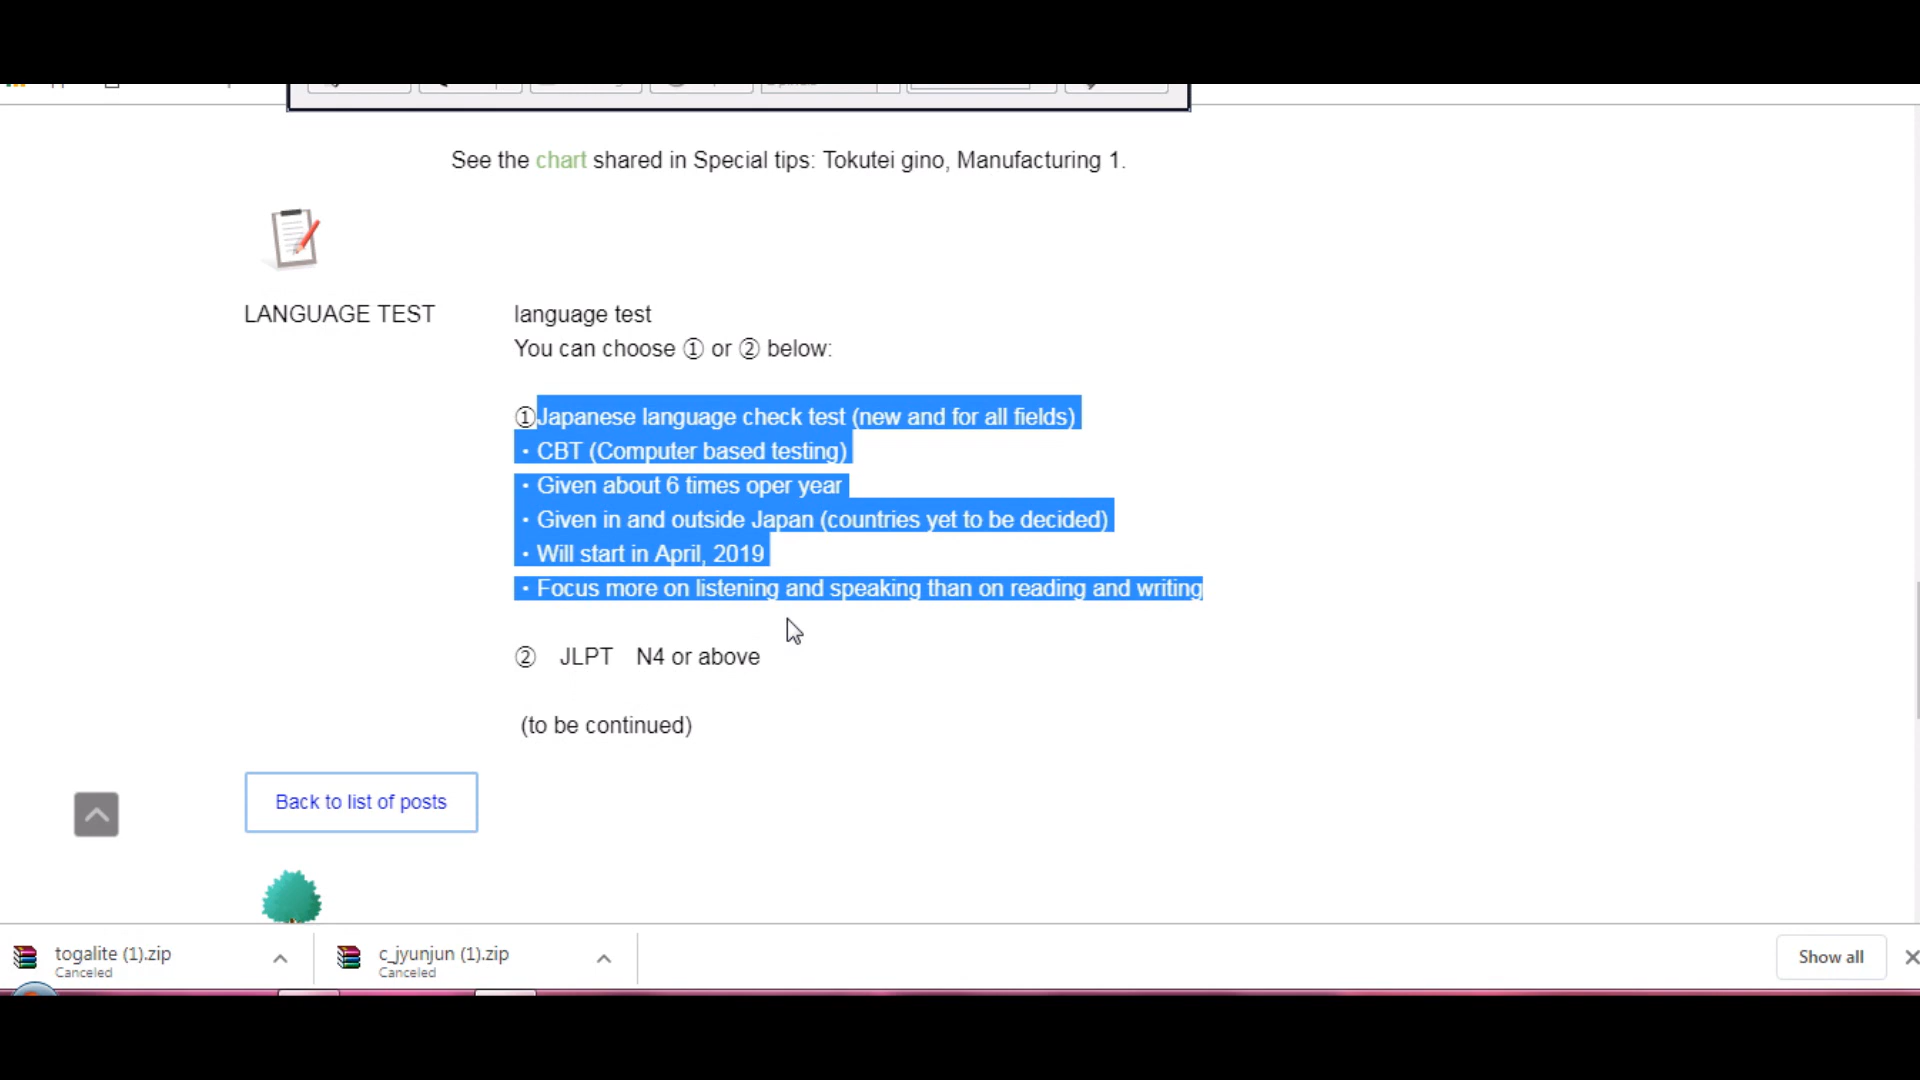 See the chart shared in Special tips: Tokutei gino, Manufacturing 1.
LANGUAGE TEST
language test
You can choose ① or ② below:
①Japanese language check test (new and for all fields)
・CBT (Computer based testing)
・Given about 6 times oper year
・Given in and outside Japan (countries yet to be decided)
・Will start in April, 2019
・Focus more on listening and speaking than on reading and writing
② JLPT N4 or above
(to be continued)
Back to list of posts
togalite (1).zip
Canceled
c_jyunjun (1).zip
Canceled
Show all